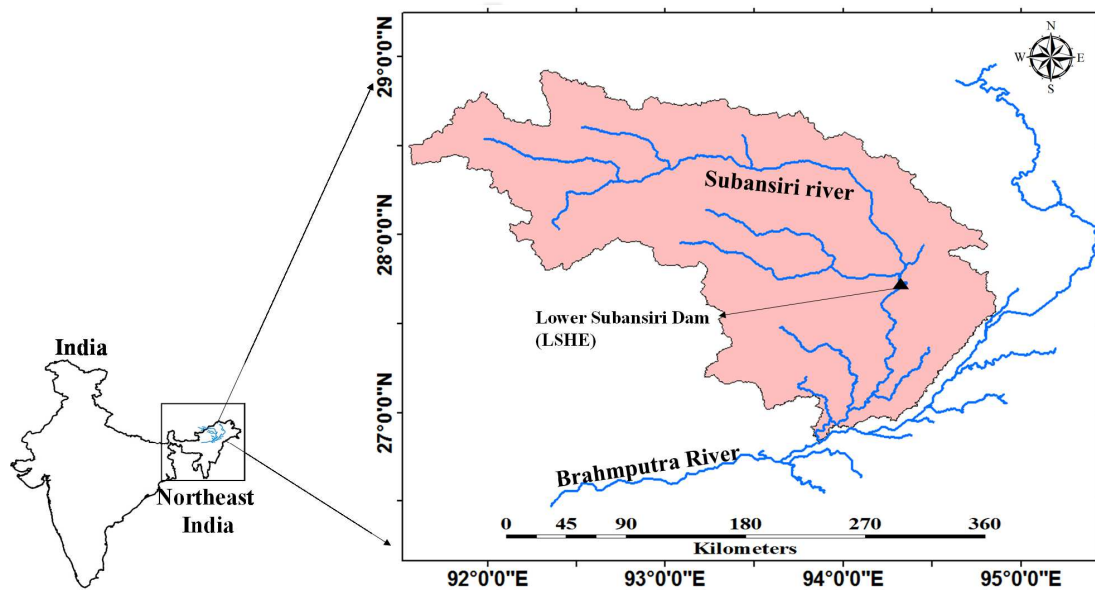 N
W E
S
29°0'0"N
28°0'0"N
27°0'0"N
Subansiri river
Lower Subansiri Dam
(LSHE)
India
Northeast
India
Brahmputra River
0 45 90 180 270 360
Kilometers
92°0'0"E 93°0'0"E 94°0'0"E 95°0'0"E